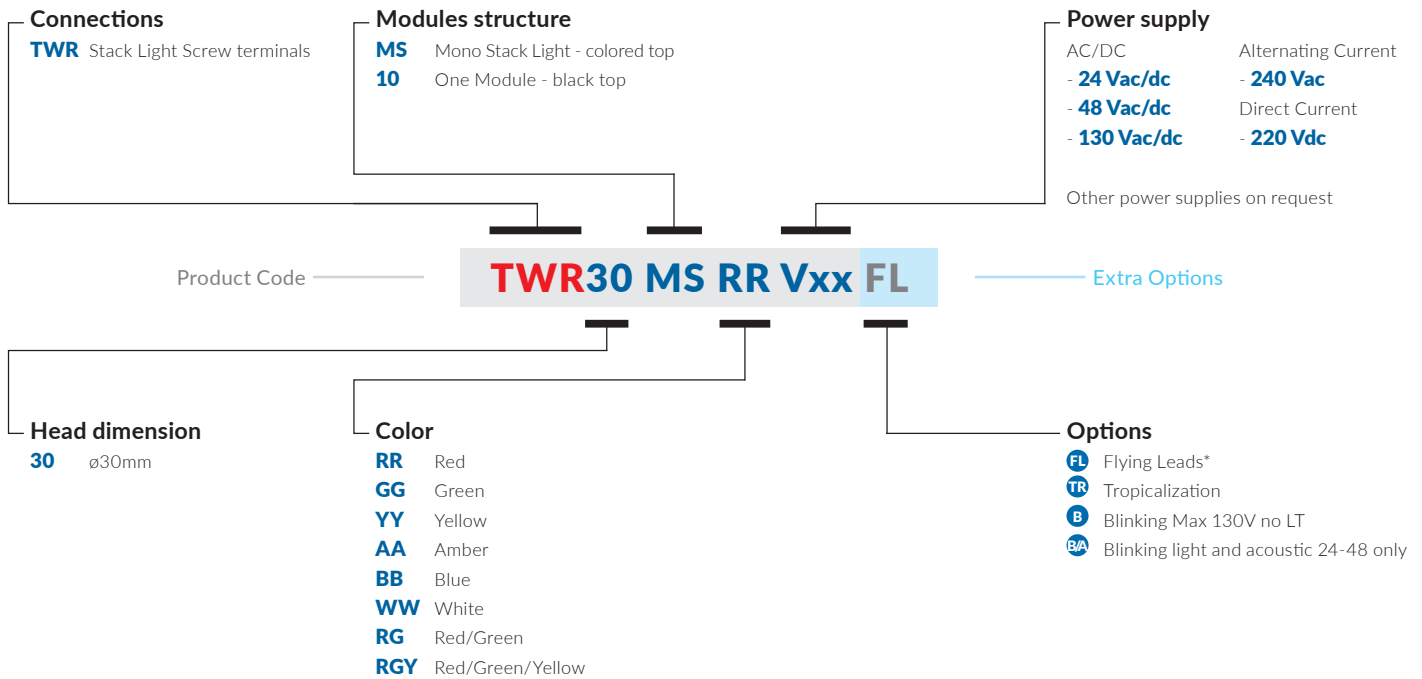 Connections
TWR Stack Light Screw terminals
Modules structure
MS Mono Stack Light - colored top
10 One Module - black top
Power supply
AC/DC
- 24 Vac/dc
- 48 Vac/dc
- 130 Vac/dc
Alternating Current
- 240 Vac
Direct Current
- 220 Vdc
Other power supplies on request
Product Code
TWR30 MS RR Vxx FL
Extra Options
Head dimension
30 ø30mm
Color
RR Red
GG Green
YY Yellow
AA Amber
BB Blue
WW White
RG Red/Green
RGY Red/Green/Yellow
Options
FL Flying Leads*
TR Tropicalization
B Blinking Max 130V no LT
B/A Blinking light and acoustic 24-48 only